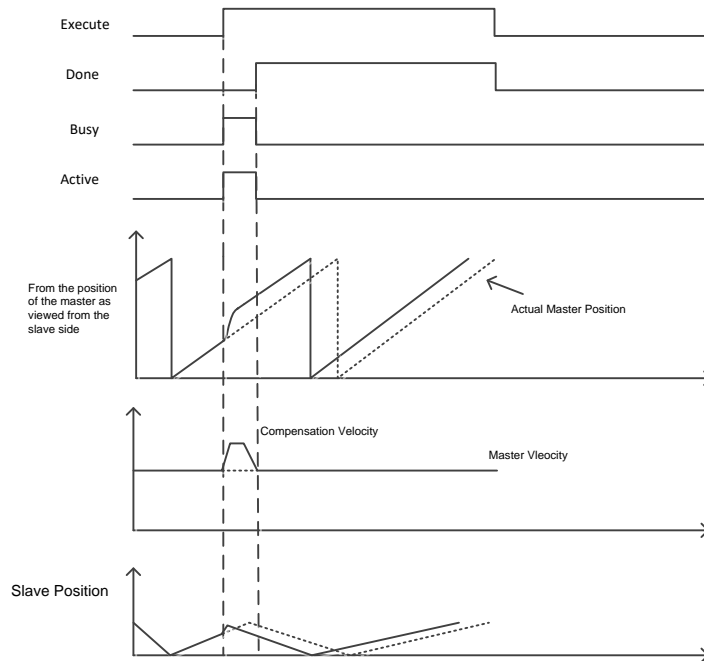 Execute
Done
Busy
Active
From the position
of the master as
viewed from the
slave side
Actual Master Position
Compensation Velocity
Master Vleocity
Slave Position